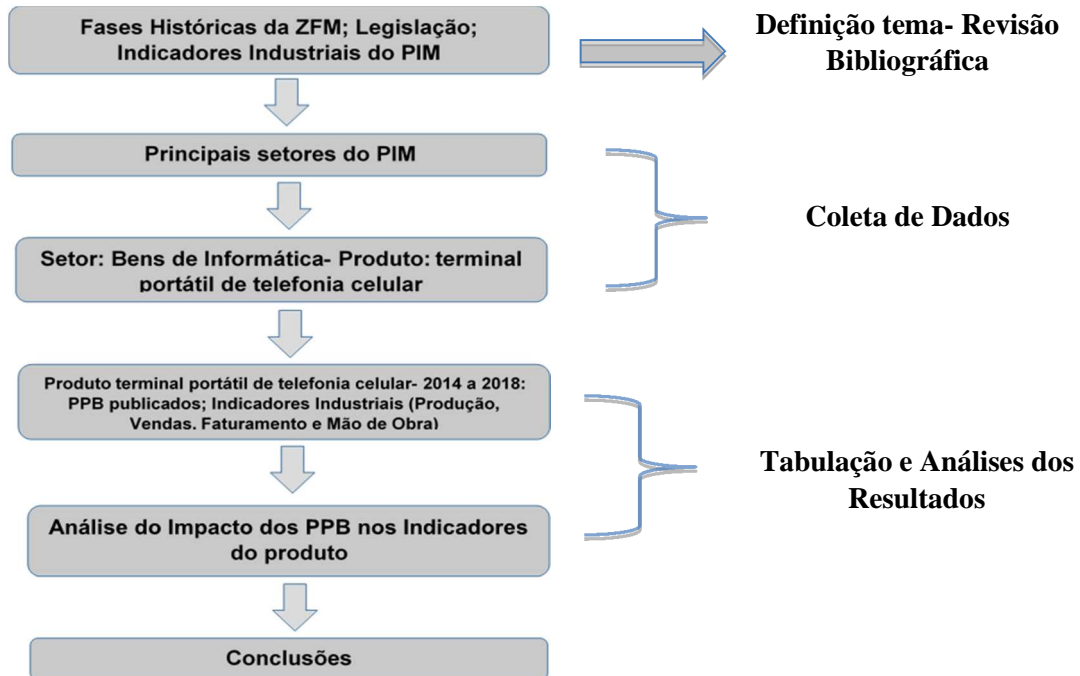 Fases Históricas da ZFM; Legislação;
Indicadores Industriais do PIM
Definição tema- Revisão
Bibliográfica
Principais setores do PIM
Coleta de Dados
Setor: Bens de Informática- Produto: terminal
portátil de telefonia celular
Produto terminal portátil de telefonia celular- 2014 a 2018:
PPB publicados; Indicadores Industriais (Produção,
Vendas. Faturamento e Mão de Obra)
Tabulação e Análises dos
Resultados
Análise do Impacto dos PPB nos Indicadores
do produto
Conclusões